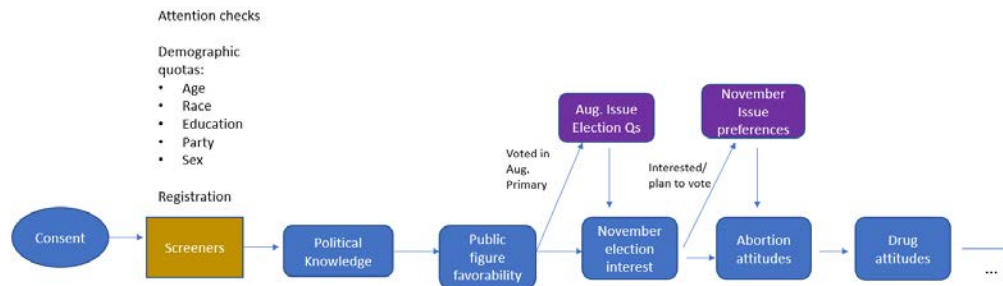 Attention checks
Demographic
quotas:
• Age
• Race
• Education
• Party
• Sex
Registration
Consent
Screeners
Political
Knowledge
Public
figure
favorability
Voted in
Aug.
Primary
Aug. Issue
Election Qs
November
election
interest
Interested/
plan to vote
November
Issue
preferences
Abortion
attitudes
Drug
attitudes
...